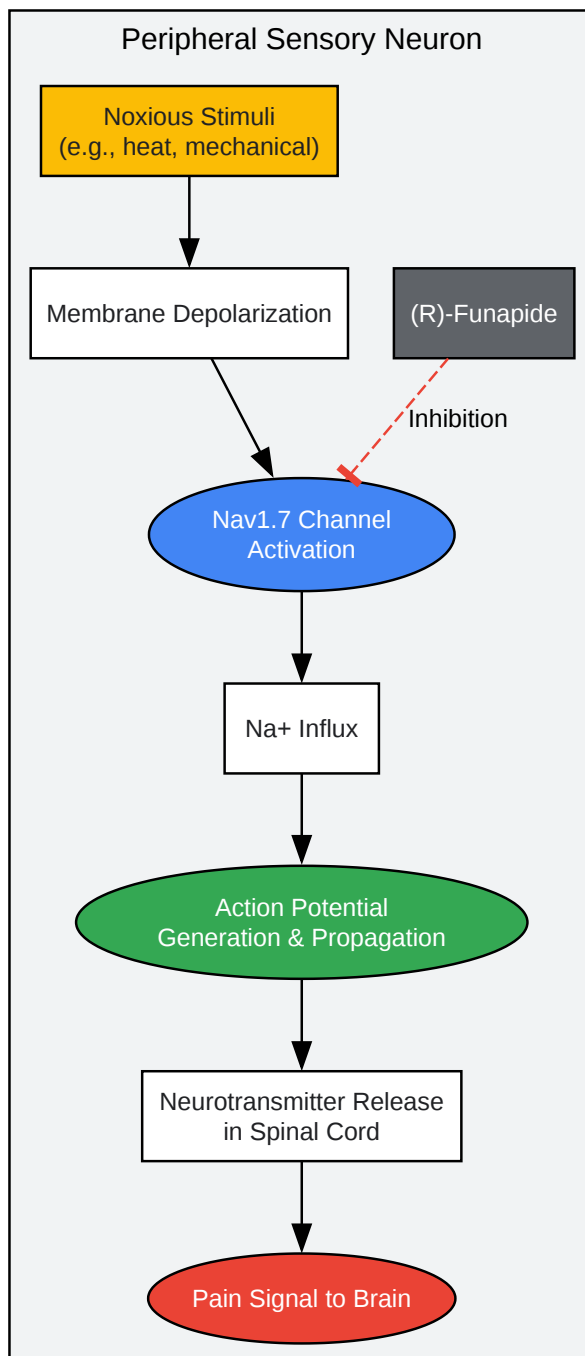 Peripheral Sensory Neuron
Noxious Stimuli
(e.g., heat, mechanical)
Membrane Depolarization
(R)-Funapide
Inhibition
Nav1.7 Channel
Activation
Na+ Influx
Action Potential
Generation & Propagation
Neurotransmitter Release
in Spinal Cord
Pain Signal to Brain